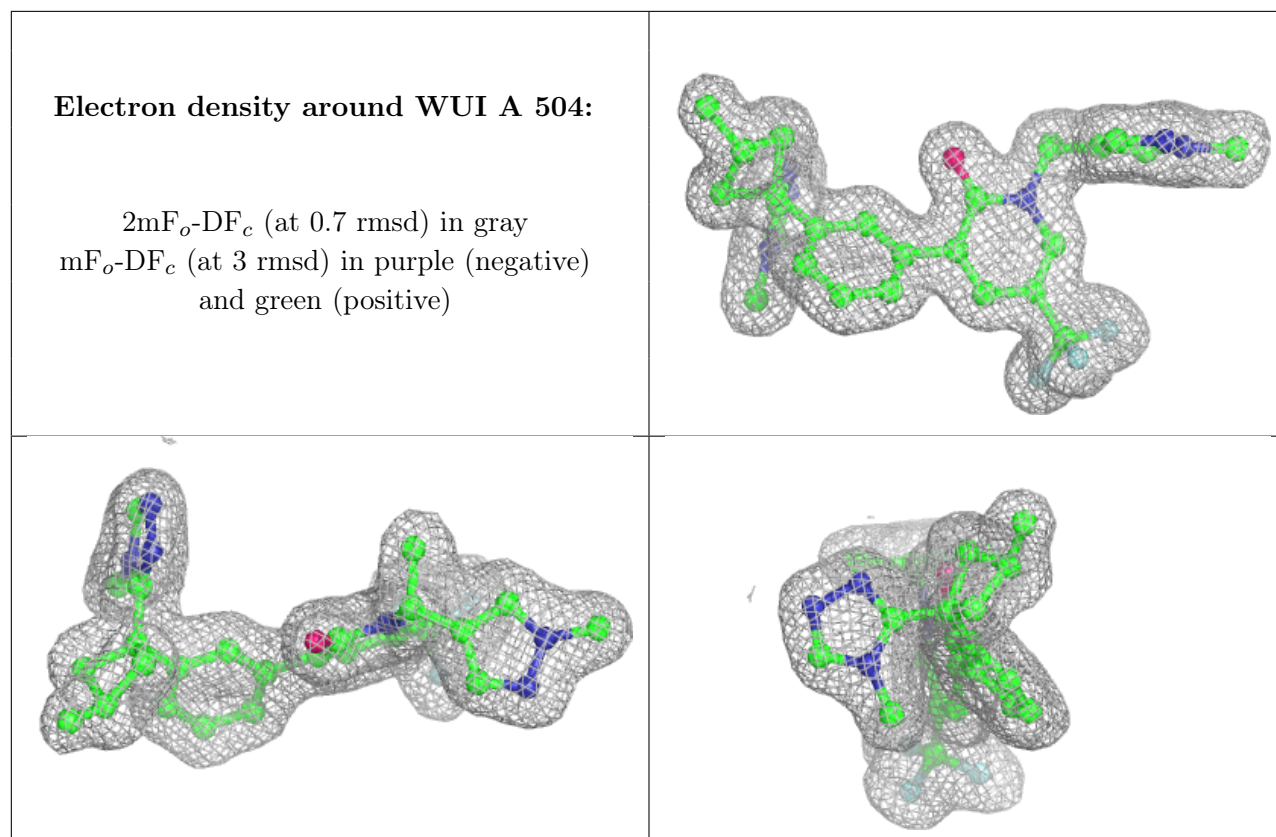 Electron density around WUI A 504:
2mFₒ-DF𝒸 (at 0.7 rmsd) in gray
mFₒ-DF𝒸 (at 3 rmsd) in purple (negative)
and green (positive)